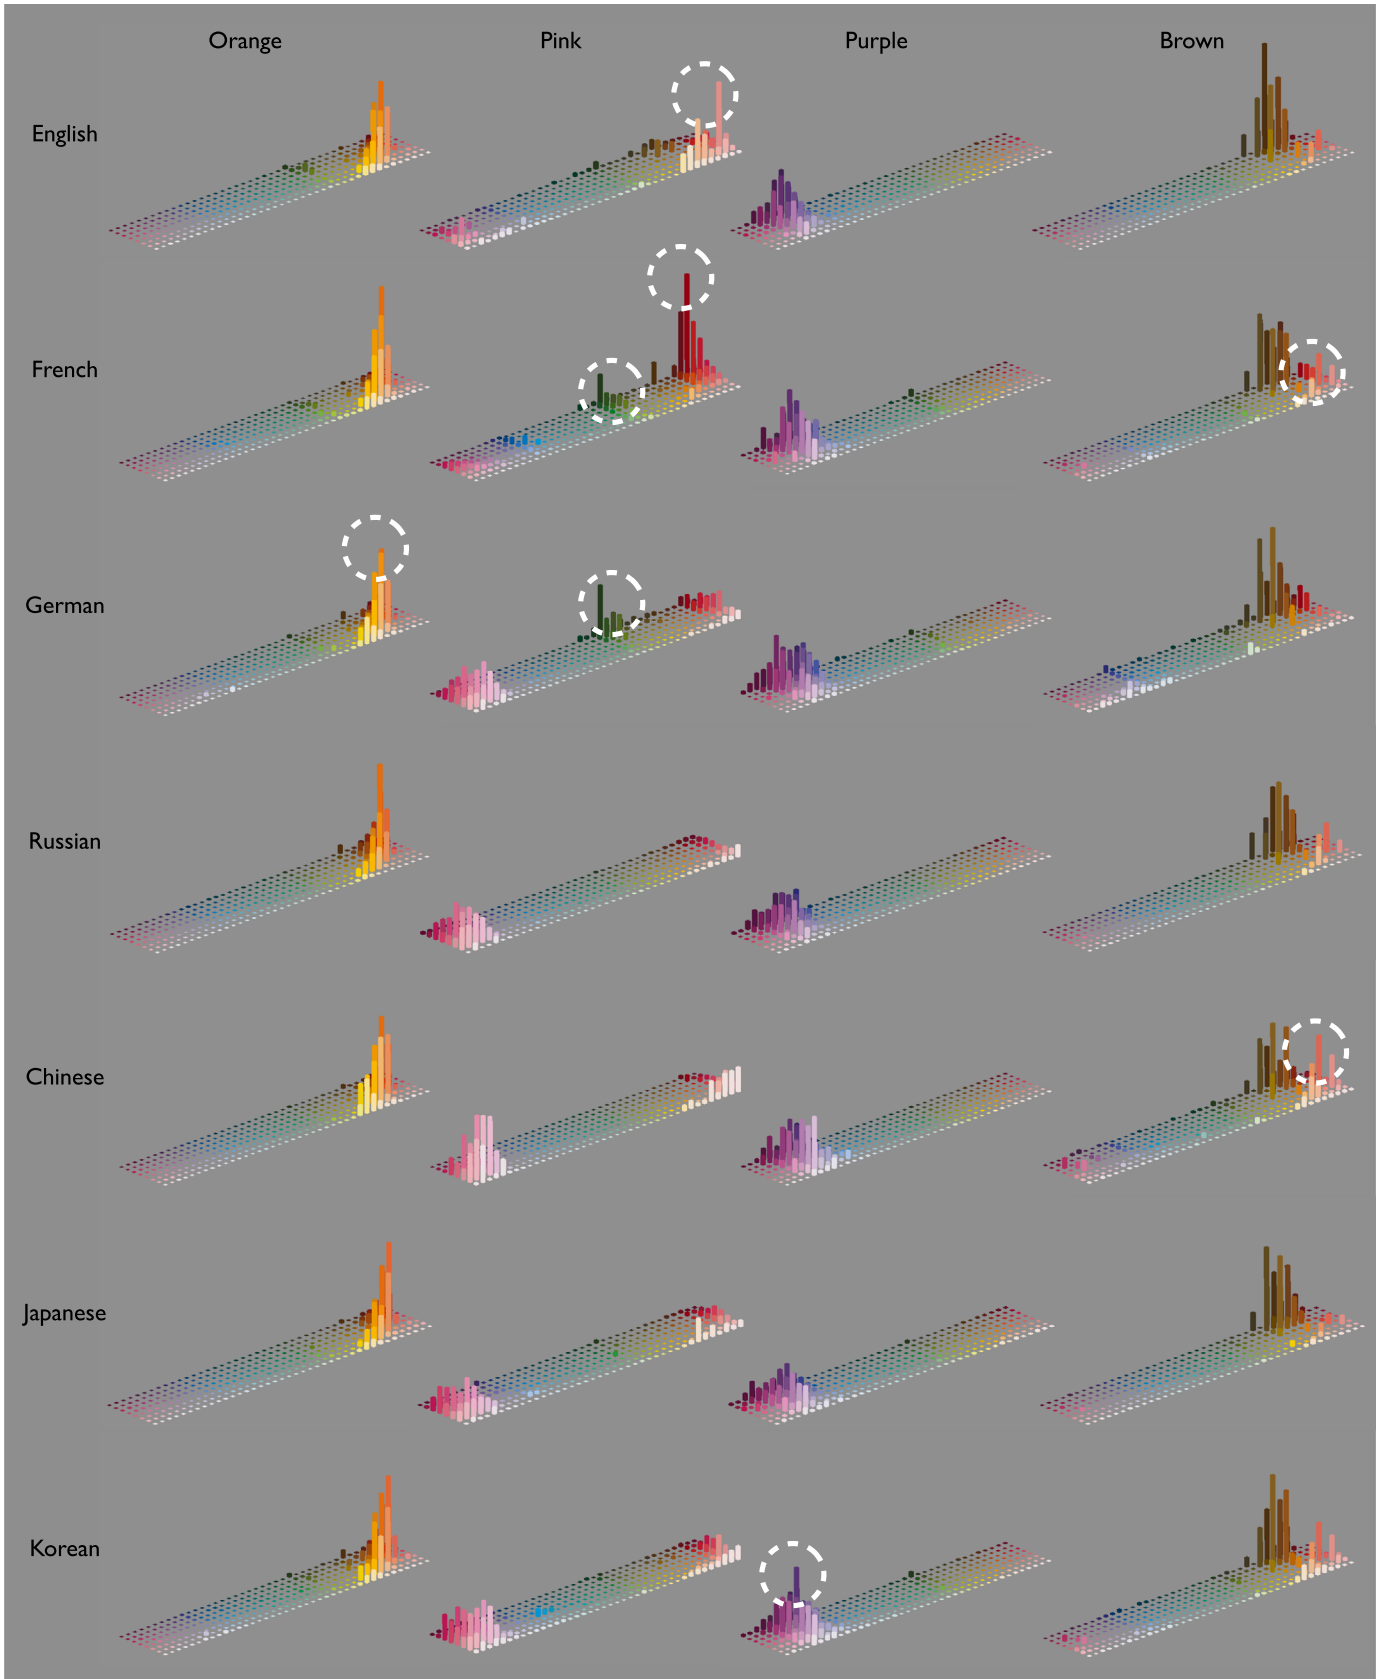 Orange Pink Purple Brown
English
French
German
Russian
Chinese
Japanese
Korean